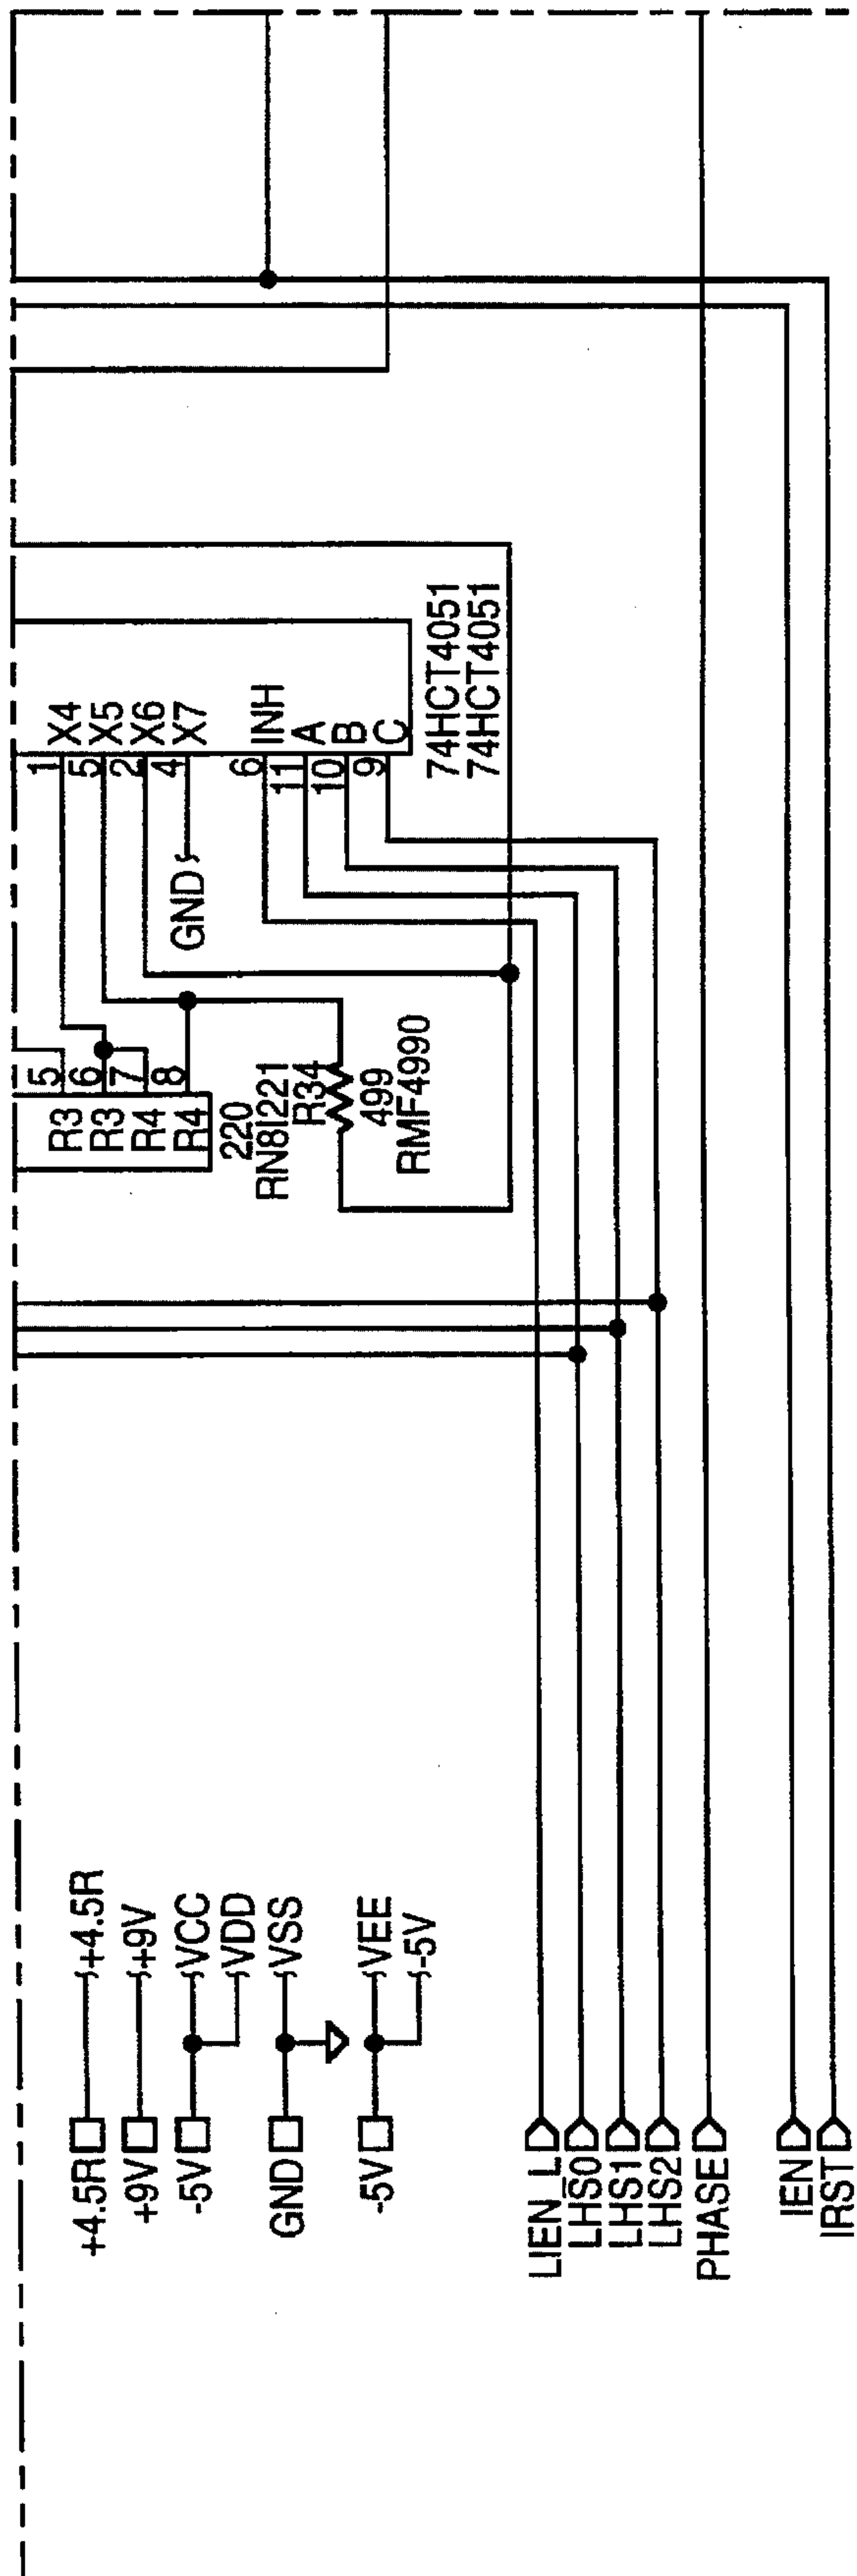 X4
X5
X6
X7
INH
A
B
C
1
5
2
4
6
11
10
9
74HCT4051
74HCT4051
GND
5
6
7
8
R3
R3
R4
R4
220
RN8I221
R34
499
RMF4990
+4.5R
+4.5R
+9V
+9V
-5V
VCC
VDD
GND
VSS
-5V
VEE
-5V
LIEN_L
LHS0
LHS1
LHS2
PHASE
IEN
IRST